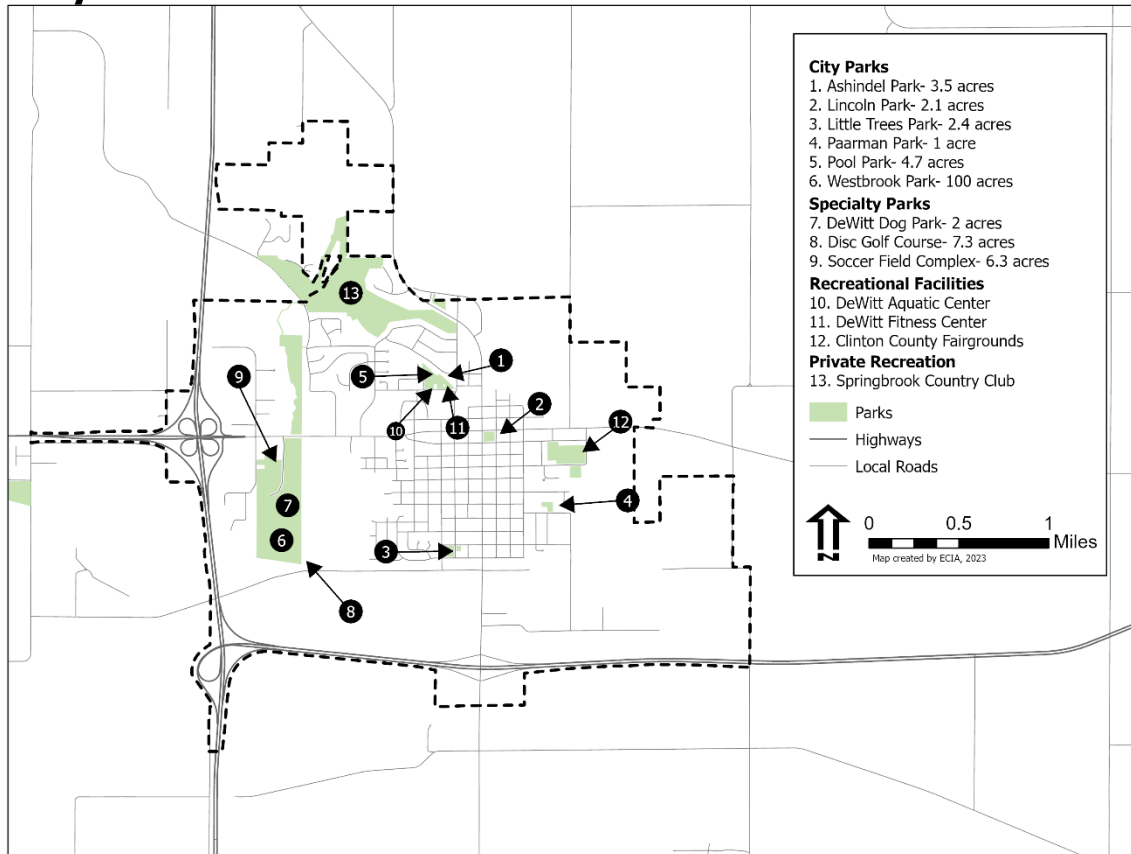 City Parks
1. Ashindel Park- 3.5 acres
2. Lincoln Park- 2.1 acres
3. Little Trees Park- 2.4 acres
4. Paarman Park- 1 acre
5. Pool Park- 4.7 acres
6. Westbrook Park- 100 acres
Specialty Parks
7. DeWitt Dog Park- 2 acres
8. Disc Golf Course- 7.3 acres
9. Soccer Field Complex- 6.3 acres
Recreational Facilities
10. DeWitt Aquatic Center
11. DeWitt Fitness Center
12. Clinton County Fairgrounds
Private Recreation
13. Springbrook Country Club
Parks
Highways
Local Roads
N
0 0.5 1
Miles
Map created by ECIA, 2023
13
5
1
9
10
11
2
12
7
4
6
3
8